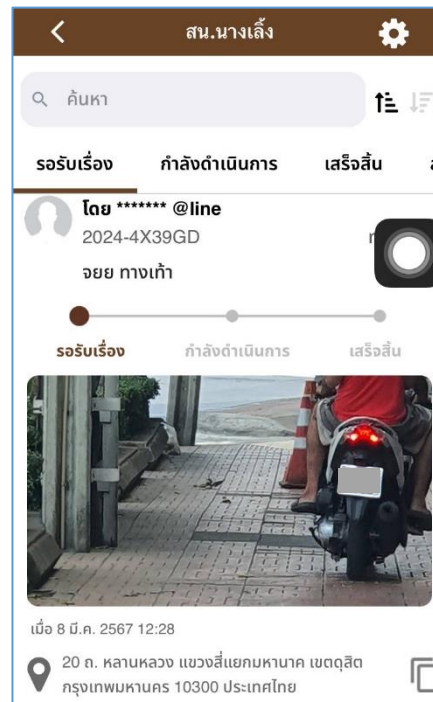 สน.นางเลิ้ง
ค้นหา
รอรับเรื่อง กำลังดำเนินการ เสร็จสิ้น
โดย ******* @line
2024-4X39GD
จยย ทางเท้า
รอรับเรื่อง กำลังดำเนินการ เสร็จสิ้น
เมื่อ 8 มี.ค. 2567 12:28
20 ถ. หลานหลวง แขวงสี่แยกมหานาค เขตดุสิต
กรุงเทพมหานคร 10300 ประเทศไทย